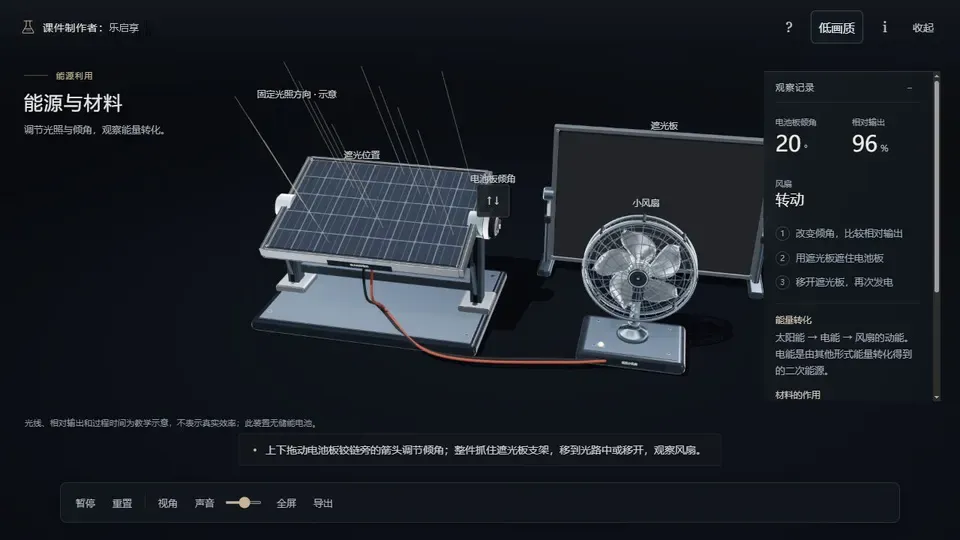 课件制作者：乐启享
?
低画质
i
收起
能源利用
能源与材料
调节光照与倾角，观察能量转化。
固定光照方向 · 示意
遮光位置
电池板倾角
↑↓
遮光板
小风扇
观察记录
−
电池板倾角
20°
相对输出
96 %
风扇
转动
1 改变倾角，比较相对输出
2 用遮光板遮住电池板
3 移开遮光板，再次发电
能量转化
太阳能 → 电能 → 风扇的动能。
电能是由其他形式能量转化得到
的二次能源。
材料的作用
光线、相对输出和过程时间为教学示意，不表示真实效率；此装置无储能电池。
• 上下拖动电池板铰链旁的箭头调节倾角；整件抓住遮光板支架，移到光路中或移开，观察风扇。
暂停 重置 视角 声音 全屏 导出